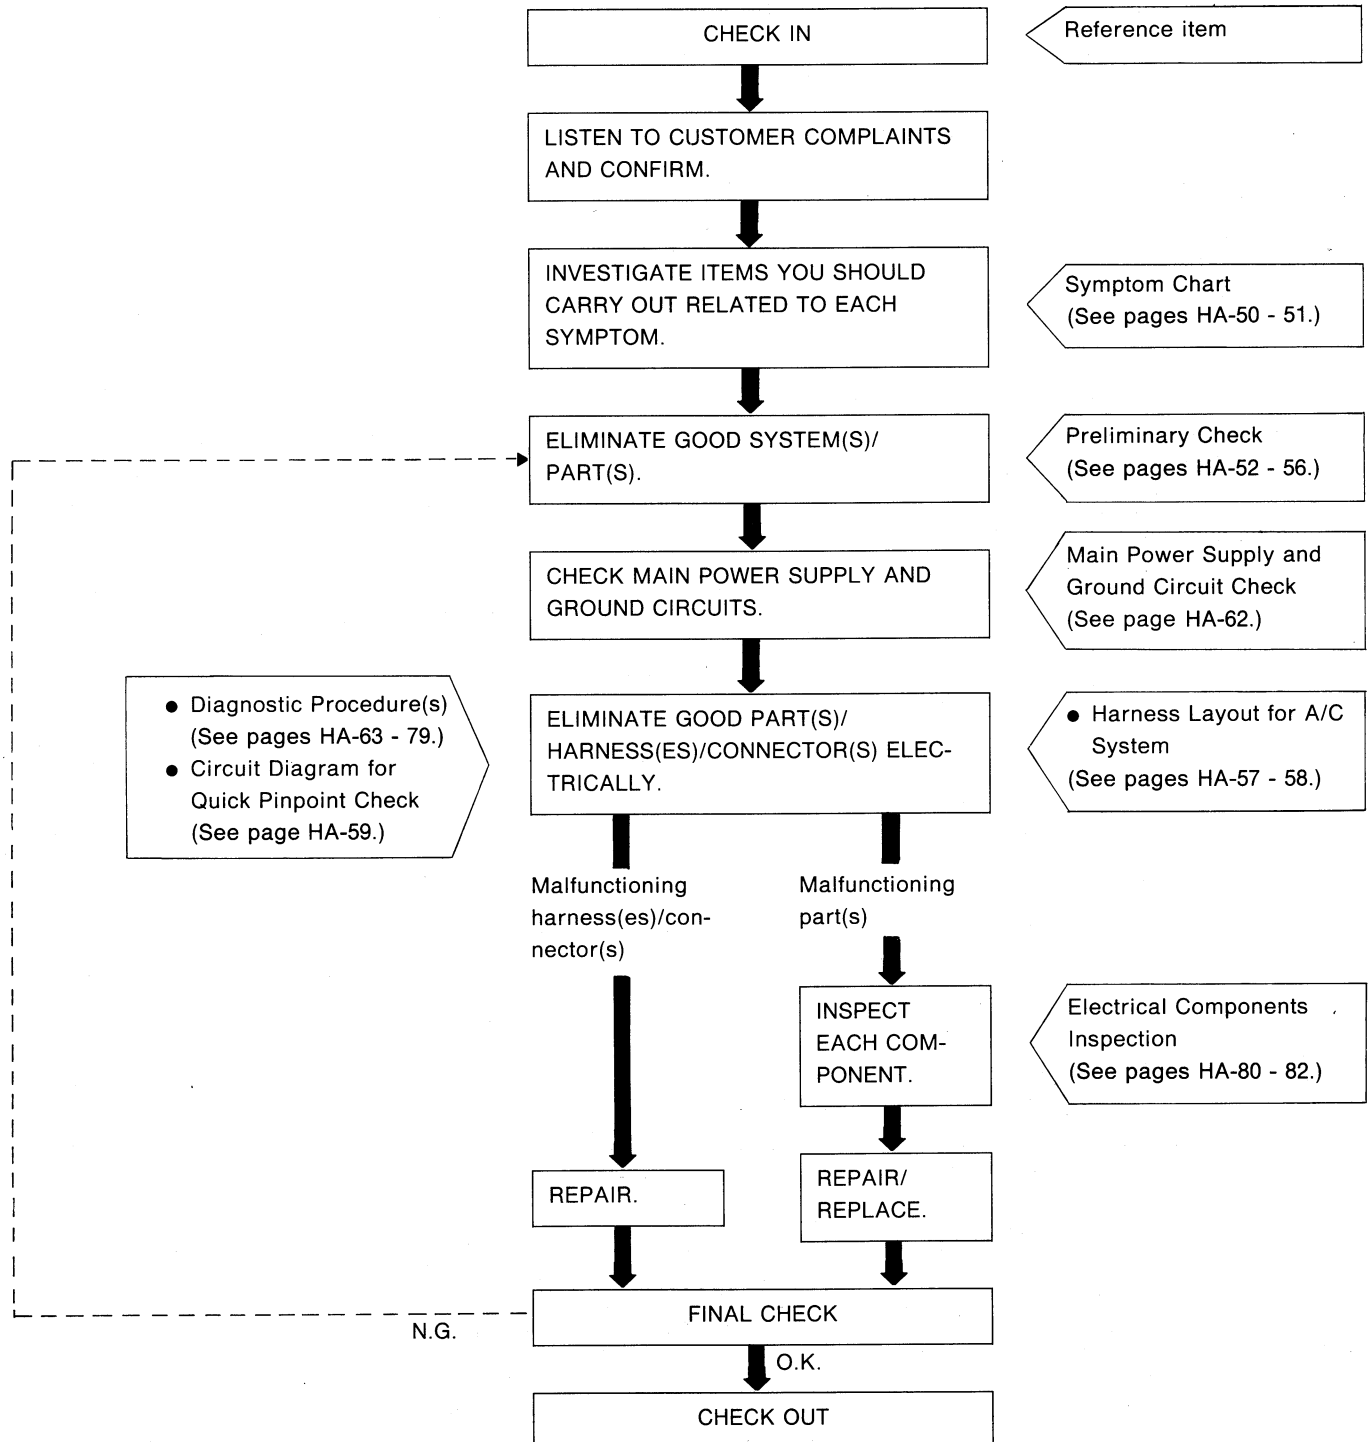 CHECK IN
Reference item
LISTEN TO CUSTOMER COMPLAINTS
AND CONFIRM.
INVESTIGATE ITEMS YOU SHOULD
CARRY OUT RELATED TO EACH
SYMPTOM.
Symptom Chart
(See pages HA-50 - 51.)
ELIMINATE GOOD SYSTEM(S)/
PART(S).
Preliminary Check
(See pages HA-52 - 56.)
CHECK MAIN POWER SUPPLY AND
GROUND CIRCUITS.
Main Power Supply and
Ground Circuit Check
(See page HA-62.)
● Diagnostic Procedure(s)
(See pages HA-63 - 79.)
● Circuit Diagram for
Quick Pinpoint Check
(See page HA-59.)
ELIMINATE GOOD PART(S)/
HARNESS(ES)/CONNECTOR(S) ELEC-
TRICALLY.
● Harness Layout for A/C
System
(See pages HA-57 - 58.)
Malfunctioning
harness(es)/con-
nector(s)
Malfunctioning
part(s)
INSPECT
EACH COM-
PONENT.
Electrical Components
Inspection
(See pages HA-80 - 82.)
REPAIR.
REPAIR/
REPLACE.
FINAL CHECK
N.G.
O.K.
CHECK OUT